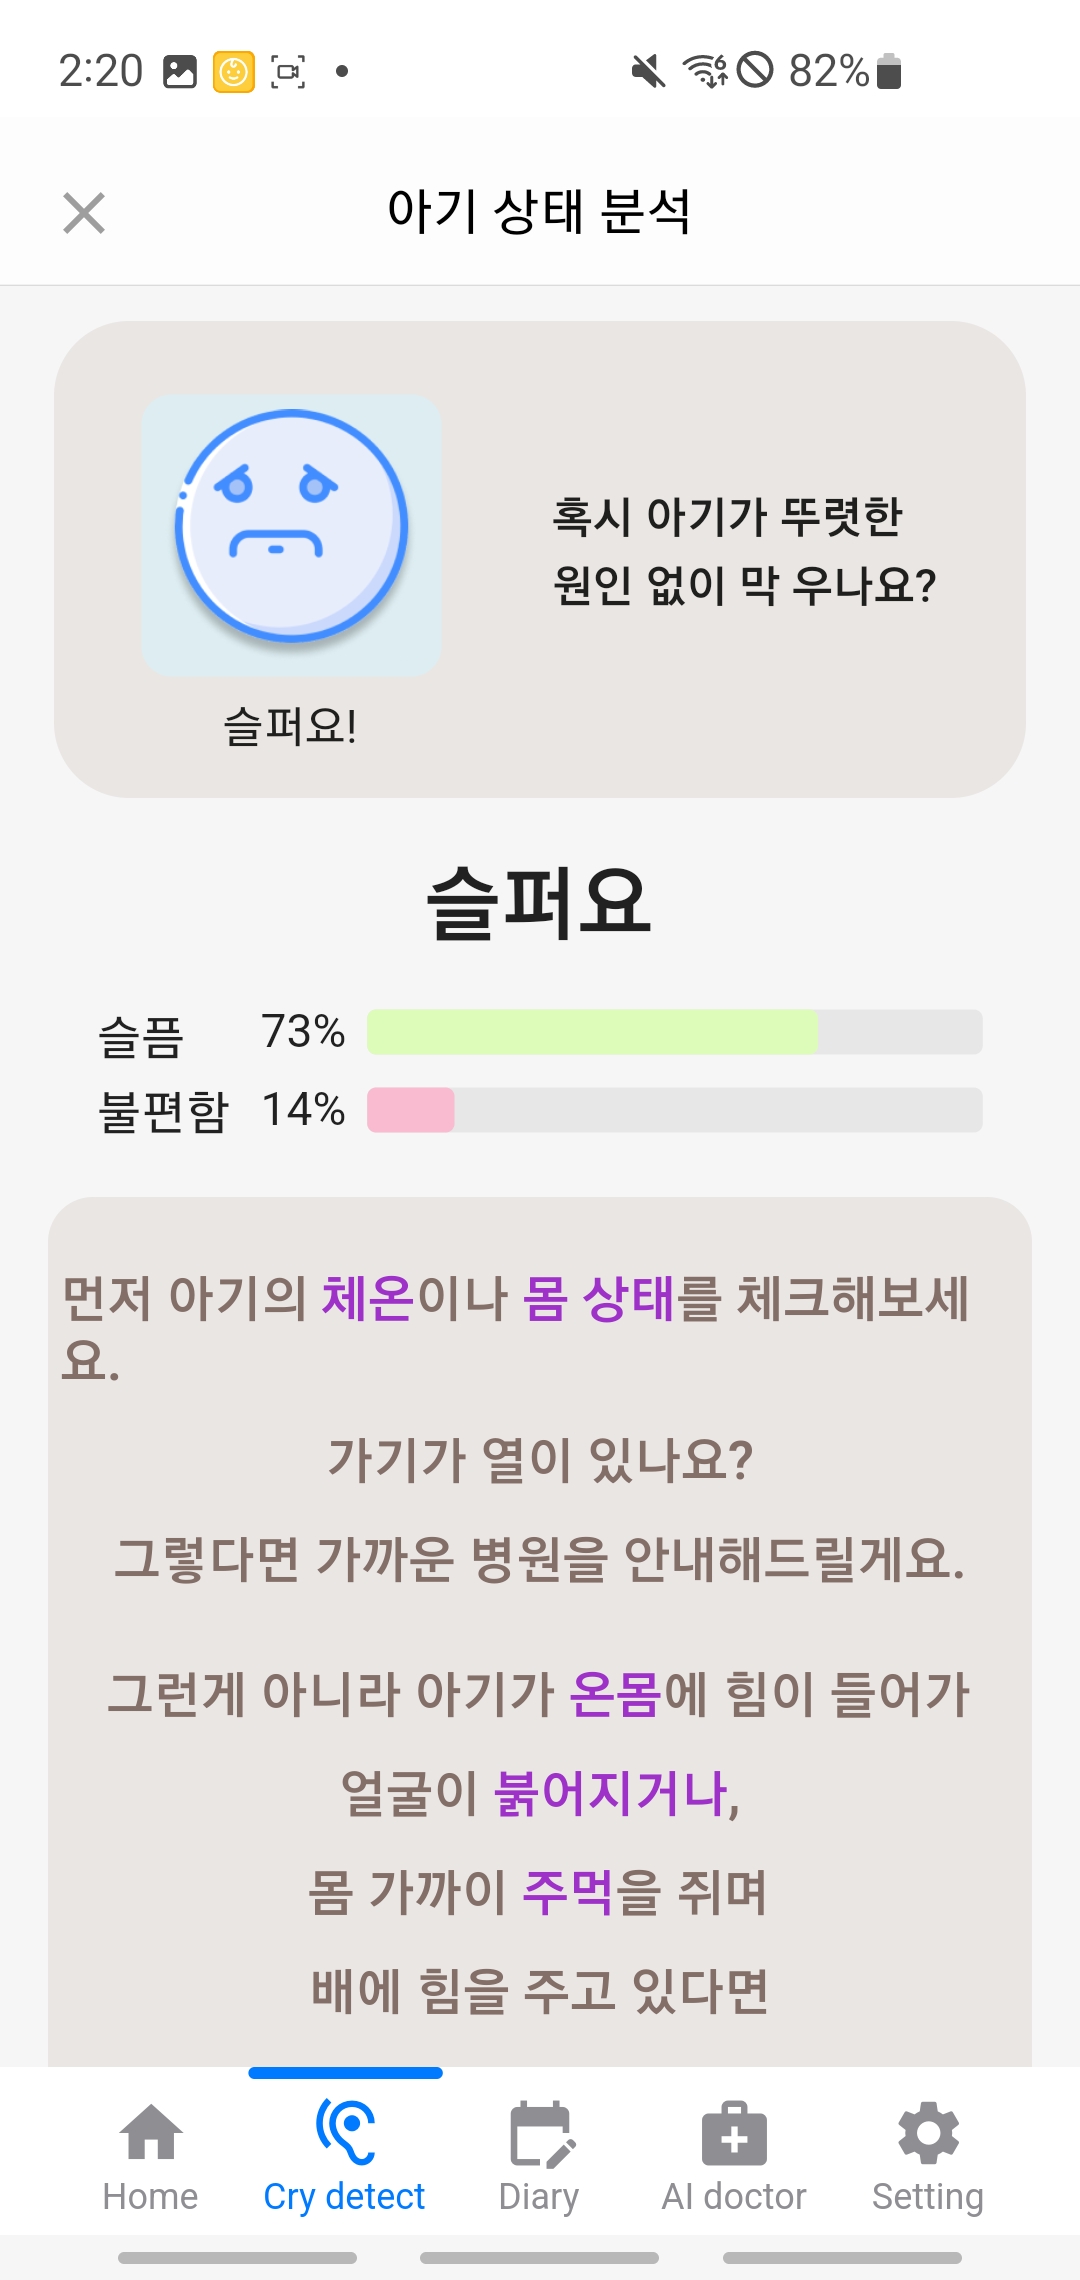 2:20
82%
아기 상태 분석
혹시 아기가 뚜렷한
원인 없이 막 우나요?
슬퍼요!
슬퍼요
슬픔 73%
불편함 14%
먼저 아기의 체온이나 몸 상태를 체크해보세
요.
가기가 열이 있나요?
그렇다면 가까운 병원을 안내해드릴게요.
그런게 아니라 아기가 온몸에 힘이 들어가
얼굴이 붉어지거나,
몸 가까이 주먹을 쥐며
배에 힘을 주고 있다면
Home Cry detect Diary AI doctor Setting